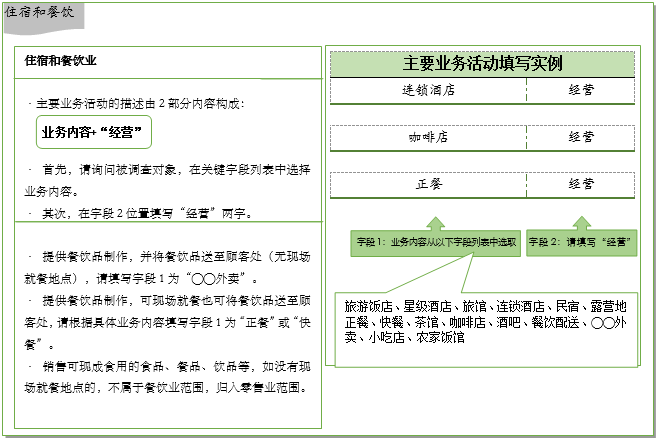 住宿和餐饮
住宿和餐饮业
· 主要业务活动的描述由 2 部分内容构成：
业务内容+“经营”
· 首先，请询问被调查对象，在关键字段列表中选择
业务内容。
· 其次，在字段 2 位置填写“经营”两字。
· 提供餐饮品制作，并将餐饮品送至顾客处（无现场
就餐地点），请填写字段 1 为“〇〇外卖”。
· 提供餐饮品制作，可现场就餐也可将餐饮品送至顾
客处，请根据具体业务内容填写字段 1 为“正餐”或“快
餐”。
· 销售可现成食用的食品、餐品、饮品等，如没有现
场就餐地点的，不属于餐饮业范围，归入零售业范围。
主要业务活动填写实例
连锁酒店 经营
咖啡店 经营
正餐 经营
字段 1：业务内容从以下字段列表中选取 字段 2：请填写“经营”
旅游饭店、星级酒店、旅馆、连锁酒店、民宿、露营地
正餐、快餐、茶馆、咖啡店、酒吧、餐饮配送、〇〇外
卖、小吃店、农家饭馆